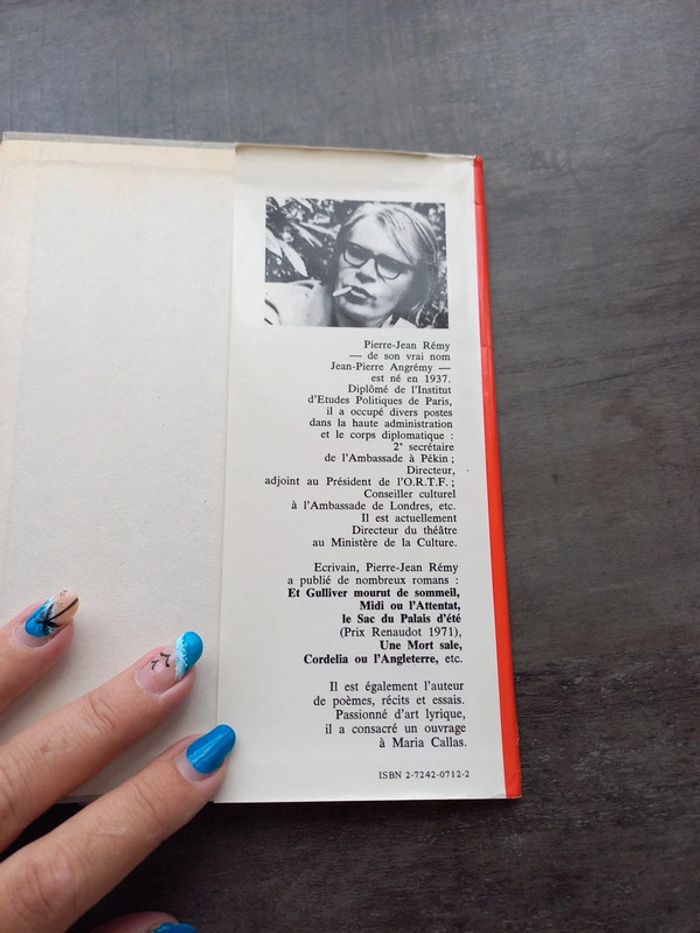 Pierre-Jean Rémy
— de son vrai nom
Jean-Pierre Angrémy —
est né en 1937.
Diplômé de l'Institut
d'Etudes Politiques de Paris,
il a occupé divers postes
dans la haute administration
et le corps diplomatique :
2e secrétaire
de l'Ambassade à Pékin ;
Directeur,
adjoint au Président de l'O.R.T.F. ;
Conseiller culturel
à l'Ambassade de Londres, etc.
Il est actuellement
Directeur du théâtre
au Ministère de la Culture.
Ecrivain, Pierre-Jean Rémy
a publié de nombreux romans :
Et Gulliver mourut de sommeil,
Midi ou l'Attentat,
le Sac du Palais d'été
(Prix Renaudot 1971),
Une Mort sale,
Cordelia ou l'Angleterre, etc.
Il est également l'auteur
de poèmes, récits et essais.
Passionné d'art lyrique,
il a consacré un ouvrage
à Maria Callas.
ISBN 2-7242-0712-2